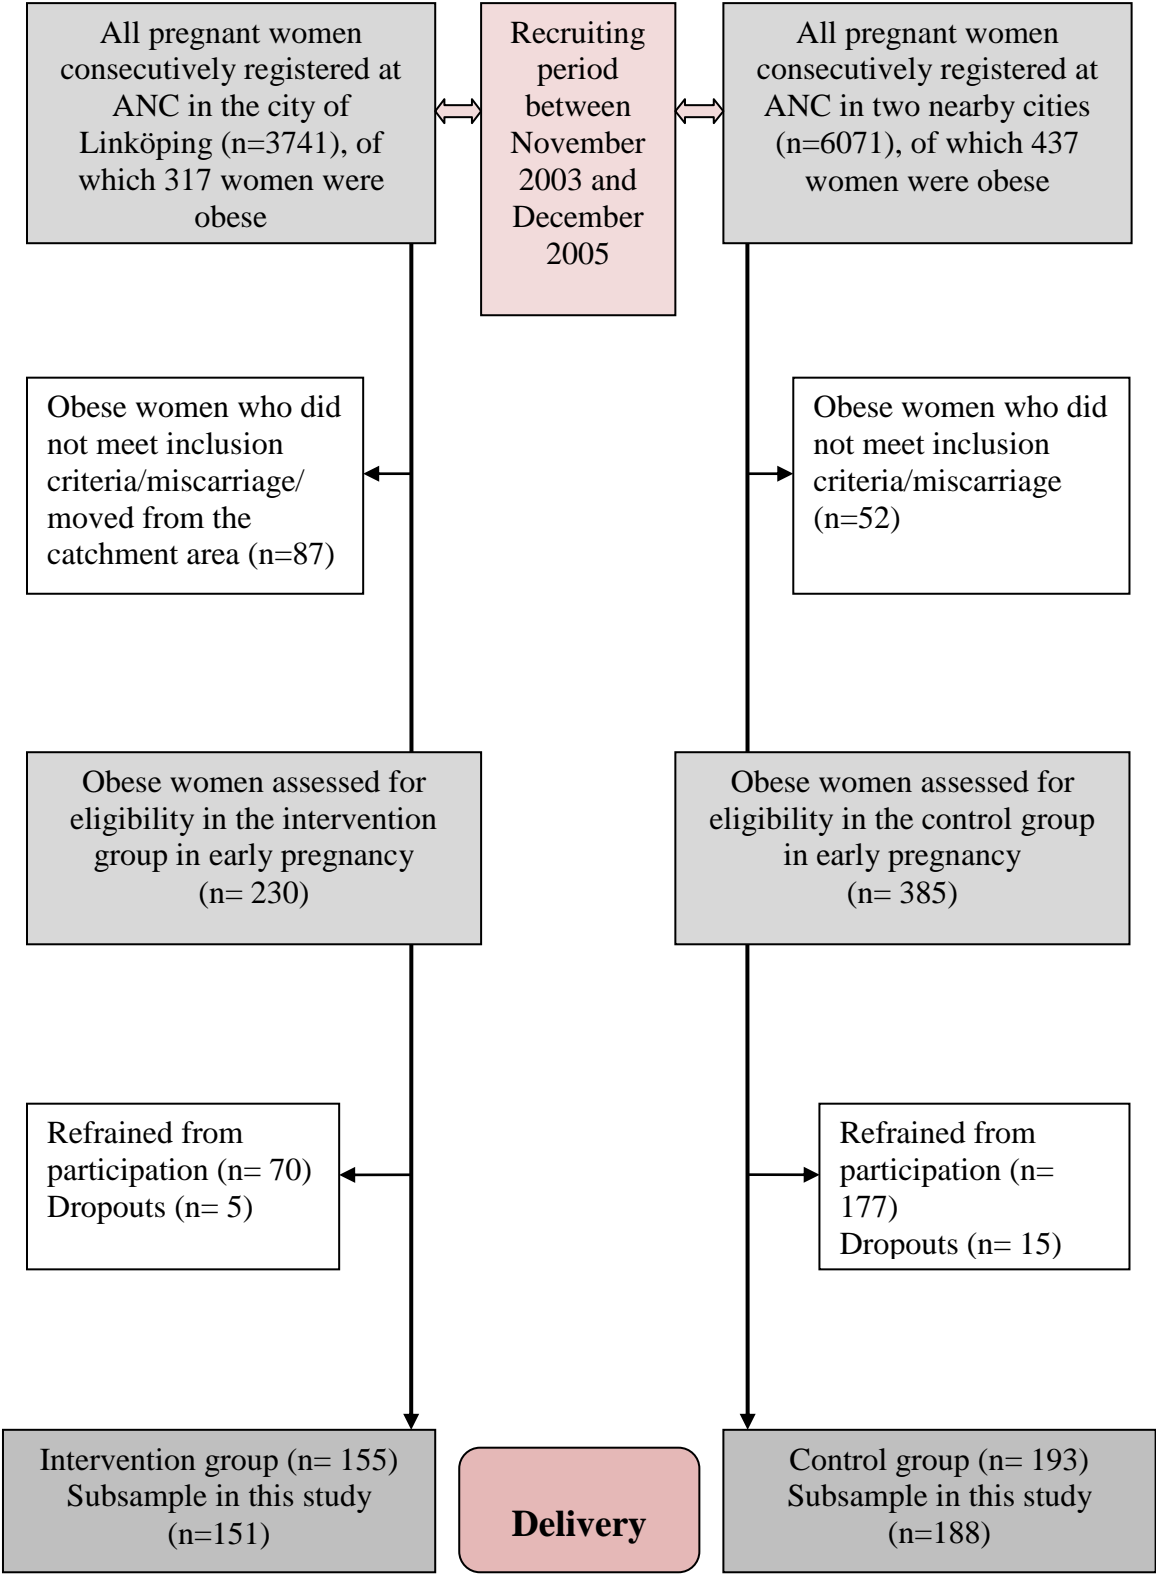 All pregnant women
consecutively registered at
ANC in the city of
Linköping (n=3741), of
which 317 women were
obese
Recruiting
period
between
November
2003 and
December
2005
All pregnant women
consecutively registered at
ANC in two nearby cities
(n=6071), of which 437
women were obese
Obese women who did
not meet inclusion
criteria/miscarriage/
moved from the
catchment area (n=87)
Obese women who did
not meet inclusion
criteria/miscarriage
(n=52)
Obese women assessed for
eligibility in the intervention
group in early pregnancy
(n= 230)
Obese women assessed for
eligibility in the control group
in early pregnancy
(n= 385)
Refrained from
participation (n= 70)
Dropouts (n= 5)
Refrained from
participation (n=
177)
Dropouts (n= 15)
Intervention group (n= 155)
Subsample in this study
(n=151)
Delivery
Control group (n= 193)
Subsample in this study
(n=188)